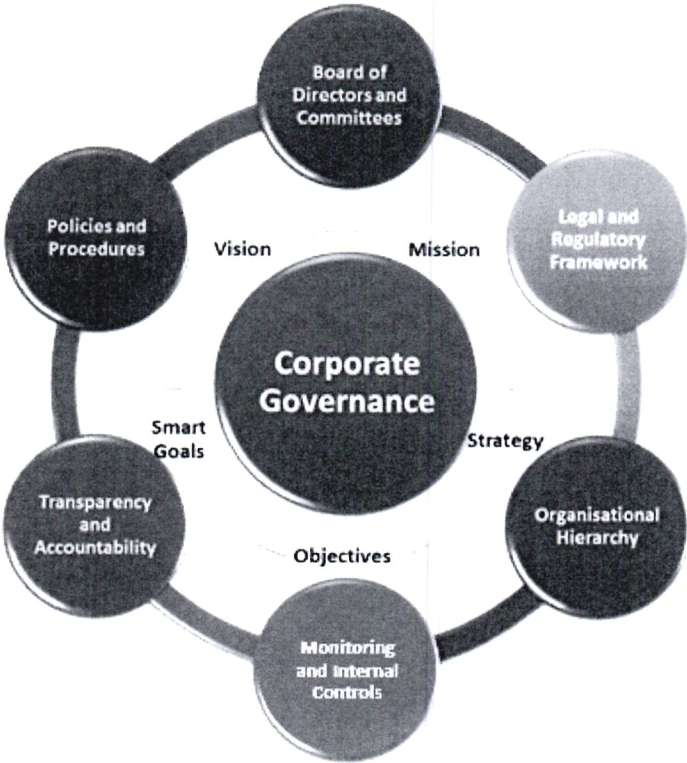 Board of
Directors and
Committees
Legal and
Regulatory
Framework
Policies and
Procedures
Vision
Mission
Corporate
Governance
Smart
Goals
Strategy
Transparency
and
Accountability
Organisational
Hierarchy
Objectives
Monitoring
and Internal
Controls